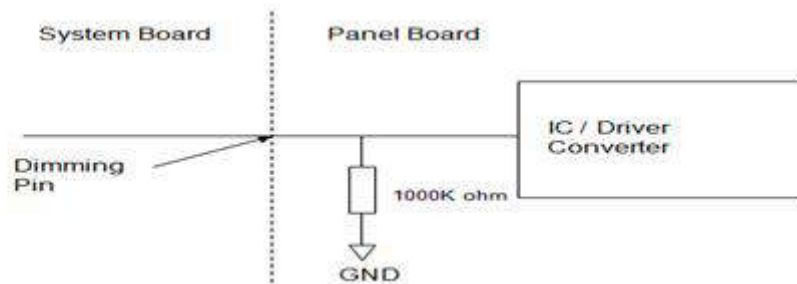 System Board
Panel Board
IC / Driver
Converter
Dimming
Pin
1000K ohm
GND